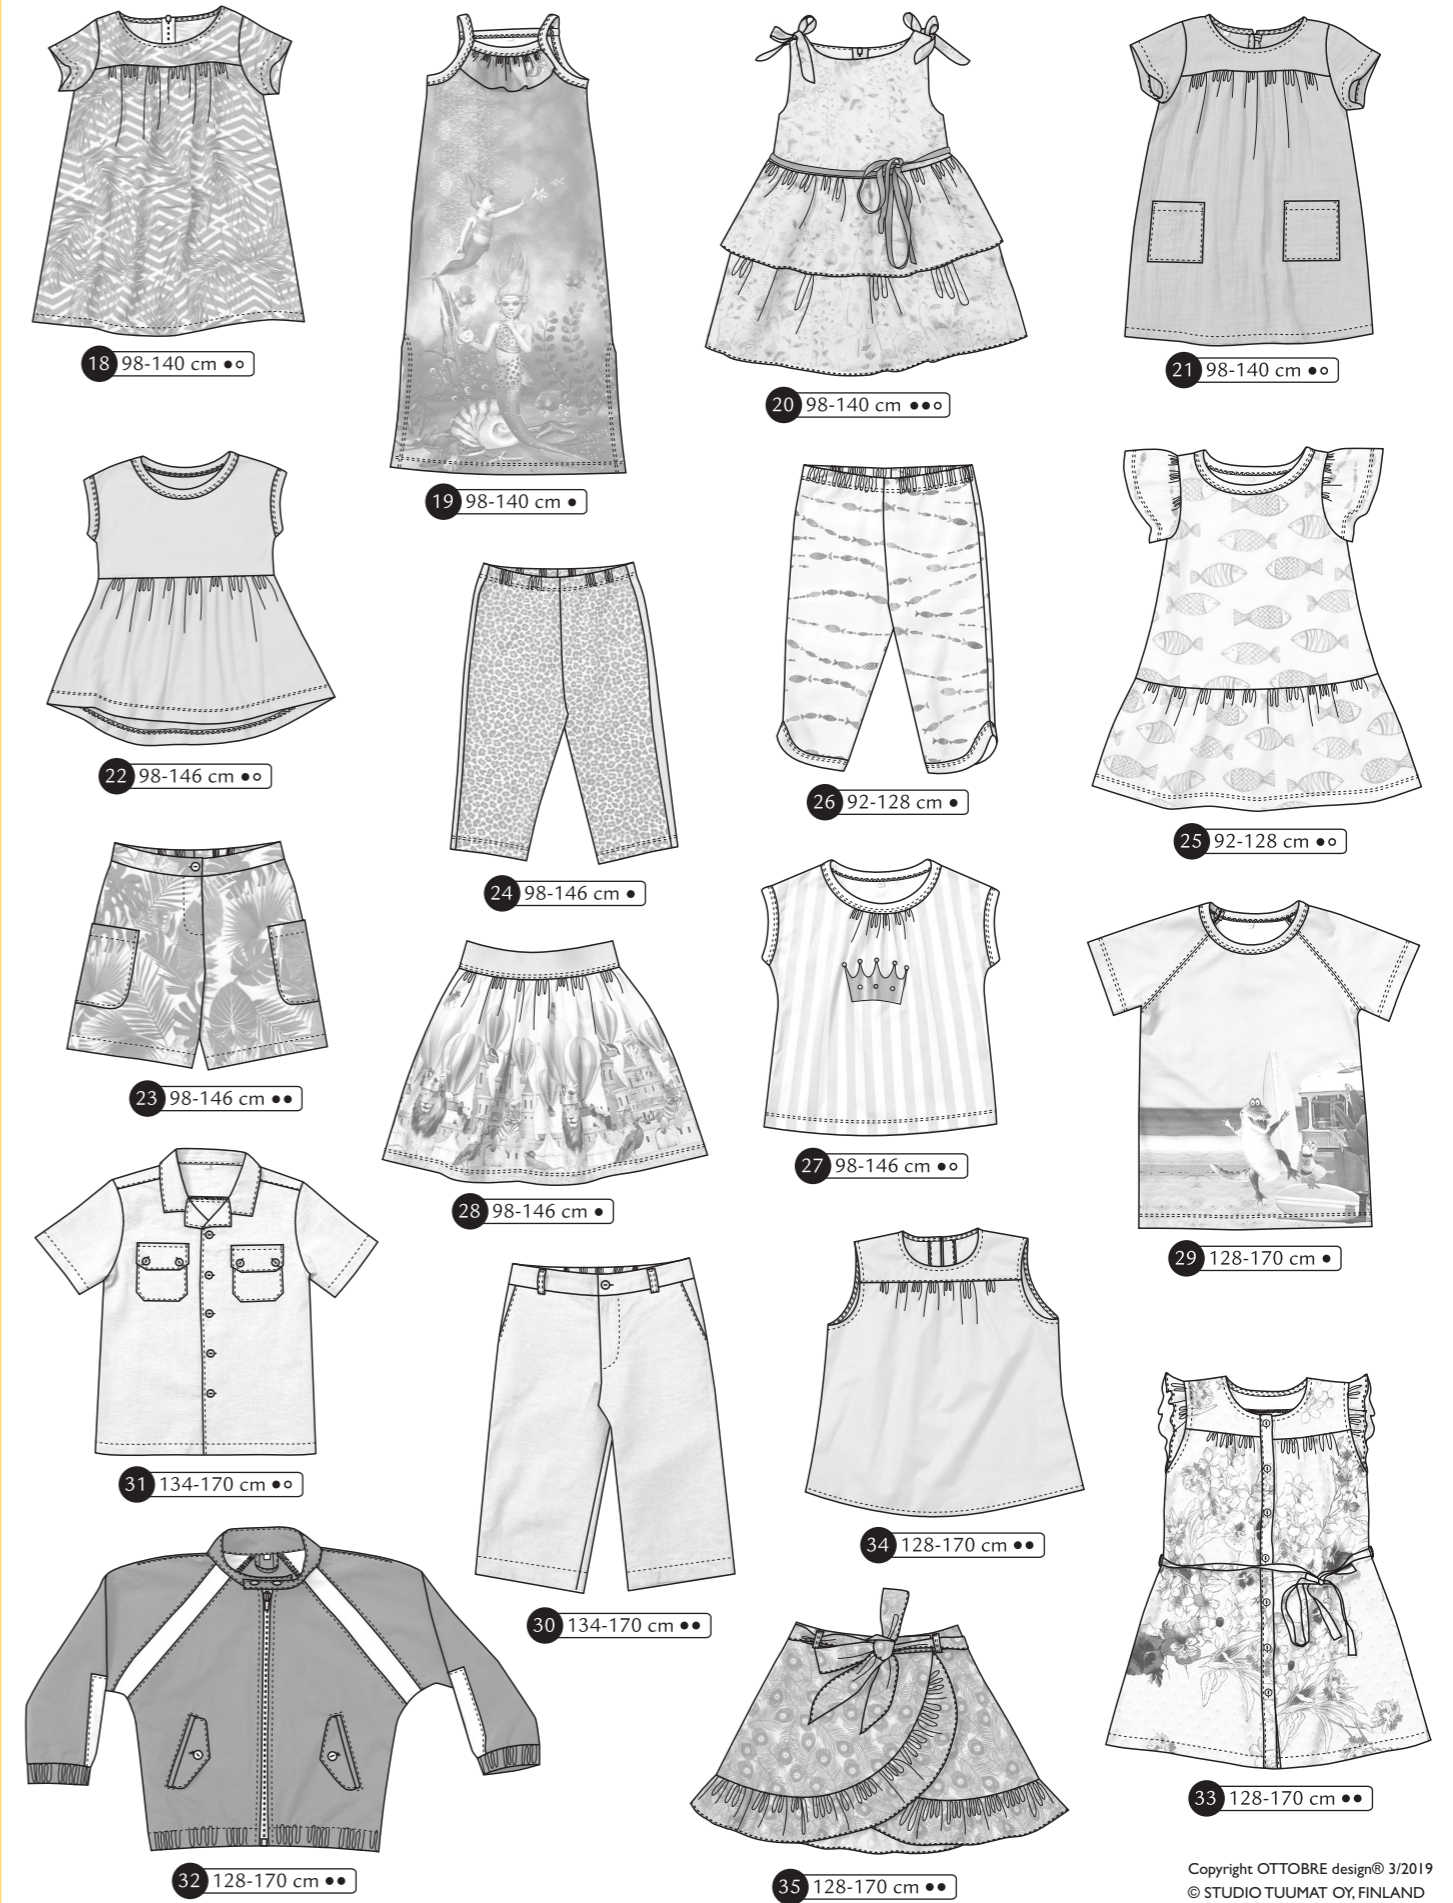 18 98-140 cm ●○
19 98-140 cm ●
20 98-140 cm ●●○
21 98-140 cm ●○
22 98-146 cm ●○
24 98-146 cm ●
26 92-128 cm ●
25 92-128 cm ●○
23 98-146 cm ●●
28 98-146 cm ●
27 98-146 cm ●○
29 128-170 cm ●
31 134-170 cm ●○
30 134-170 cm ●●
34 128-170 cm ●●
33 128-170 cm ●●
32 128-170 cm ●●
35 128-170 cm ●●
Copyright OTTOBRE design® 3/2019
© STUDIO TUUMAT OY, FINLAND